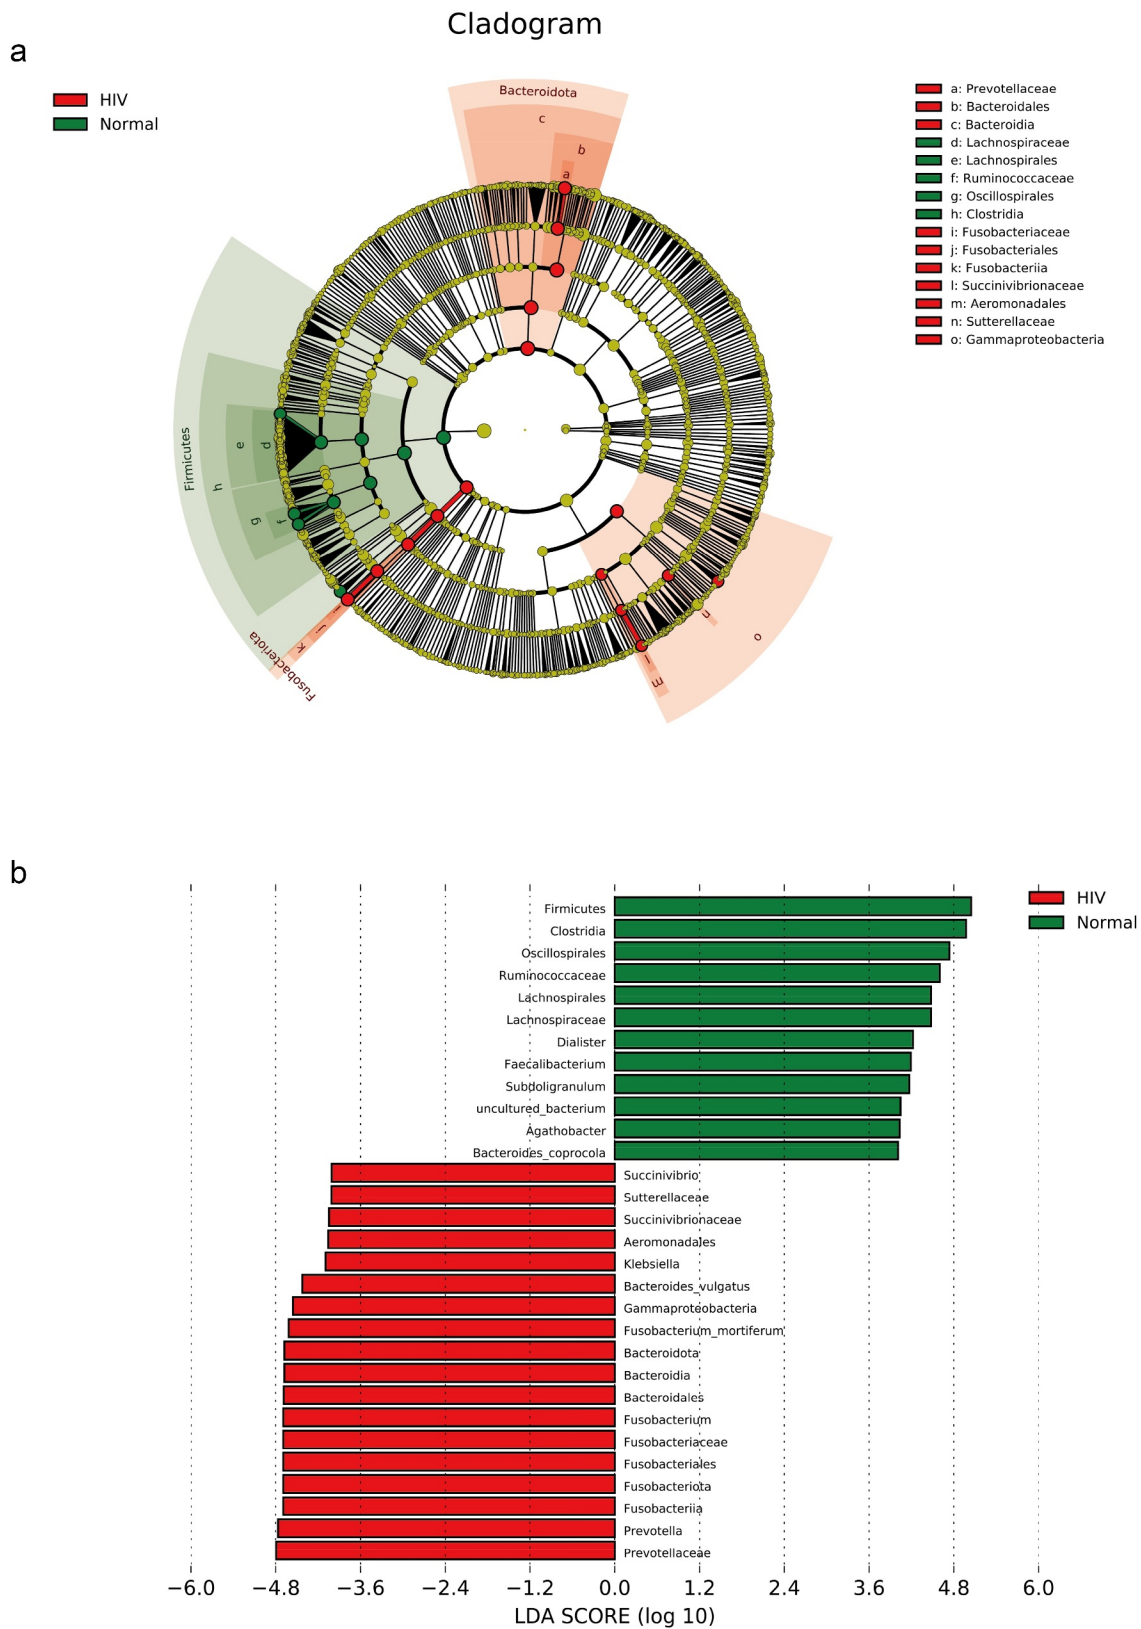 Cladogram
a
HIV
Normal
Bacteroidota
c
b
a
a: Prevotellaceae
b: Bacteroidales
c: Bacteroidia
d: Lachnospiraceae
e: Lachnospirales
f: Ruminococcaceae
g: Oscillospirales
h: Clostridia
i: Fusobacteriaceae
j: Fusobacteriales
k: Fusobacteriia
l: Succinivibrionaceae
m: Aeromonadales
n: Sutterellaceae
o: Gammaproteobacteria
Firmicutes
h
e
d
g
f
i
j
k
Fusobacteriota
l
m
n
o
b
HIV
Normal
Firmicutes
Clostridia
Oscillospirales
Ruminococcaceae
Lachnospirales
Lachnospiraceae
Dialister
Faecalibacterium
Subdoligranulum
uncultured_bacterium
Agathobacter
Bacteroides_coprocola
Succinivibrio
Sutterellaceae
Succinivibrionaceae
Aeromonadales
Klebsiella
Bacteroides_vulgatus
Gammaproteobacteria
Fusobacterium_mortiferum
Bacteroidota
Bacteroidia
Bacteroidales
Fusobacterium
Fusobacteriaceae
Fusobacteriales
Fusobacteriota
Fusobacteriia
Prevotella
Prevotellaceae
−6.0 −4.8 −3.6 −2.4 −1.2 0.0 1.2 2.4 3.6 4.8 6.0
LDA SCORE (log 10)